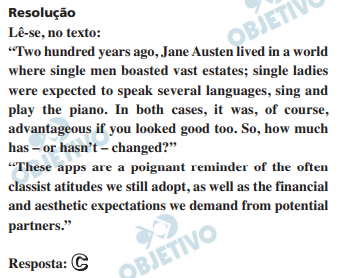 Resolução
Lê-se, no texto:
“Two hundred years ago, Jane Austen lived in a world
where single men boasted vast estates; single ladies
were expected to speak several languages, sing and
play the piano. In both cases, it was, of course,
advantageous if you looked good too. So, how much
has – or hasn’t – changed?”
“These apps are a poignant reminder of the often
classist atitudes we still adopt, as well as the financial
and aesthetic expectations we demand from potential
partners.”
Resposta: C
OBJETIVO
OBJETIVO
OBJETIVO